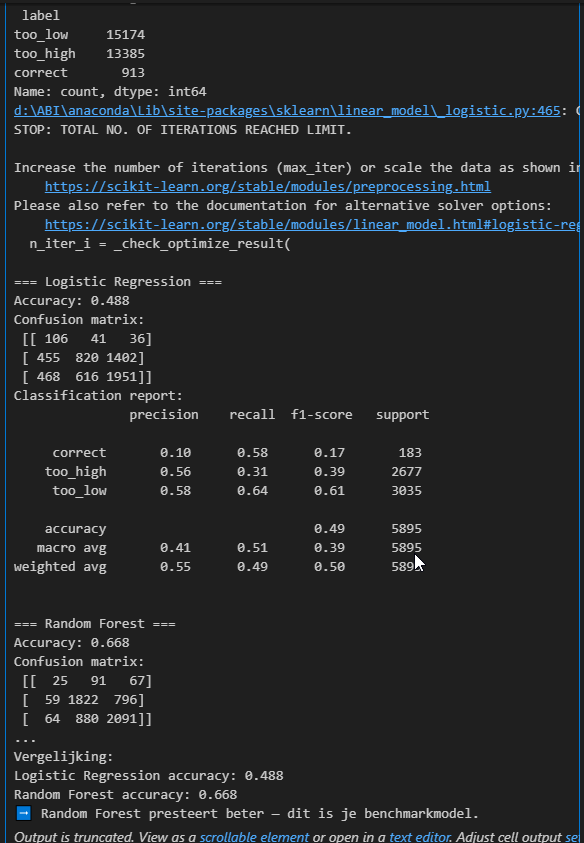 label
too_low     15174
too_high    13385
correct       913
Name: count, dtype: int64
d:\ABI\anaconda\Lib\site-packages\sklearn\linear_model\_logistic.py:465:
STOP: TOTAL NO. OF ITERATIONS REACHED LIMIT.
Increase the number of iterations (max_iter) or scale the data as shown in
https://scikit-learn.org/stable/modules/preprocessing.html
Please also refer to the documentation for alternative solver options:
https://scikit-learn.org/stable/modules/linear_model.html#logistic-reg
n_iter_i = _check_optimize_result(
=== Logistic Regression ===
Accuracy: 0.488
Confusion matrix:
[[ 106   41   36]
[ 455  820 1402]
[ 468  616 1951]]
Classification report:
precision    recall  f1-score   support
correct       0.10      0.58      0.17       183
too_high       0.56      0.31      0.39      2677
too_low       0.58      0.64      0.61      3035
accuracy                           0.49      5895
macro avg       0.41      0.51      0.39      5895
weighted avg       0.55      0.49      0.50      5895
=== Random Forest ===
Accuracy: 0.668
Confusion matrix:
[[  25   91   67]
[  59 1822  796]
[  64  880 2091]]
...
Vergelijking:
Logistic Regression accuracy: 0.488
Random Forest accuracy: 0.668
➡ Random Forest presteert beter – dit is je benchmarkmodel.
Output is truncated. View as a scrollable element or open in a text editor. Adjust cell output se